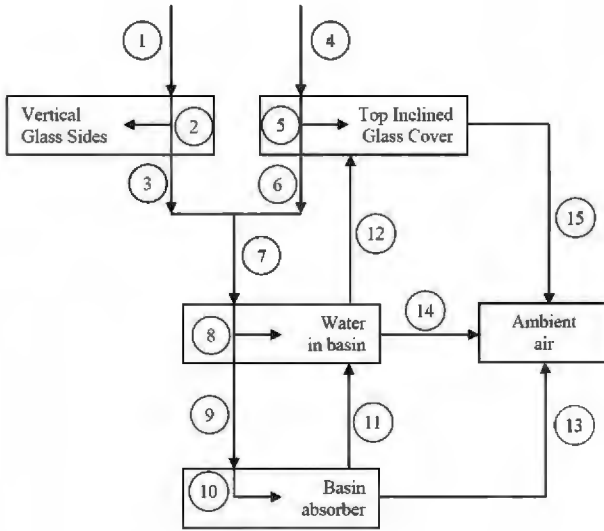 1
4
Vertical
Glass Sides
2
5
Top Inclined
Glass Cover
3
6
12
15
7
8
Water
in basin
14
Ambient
air
9
11
13
10
Basin
absorber